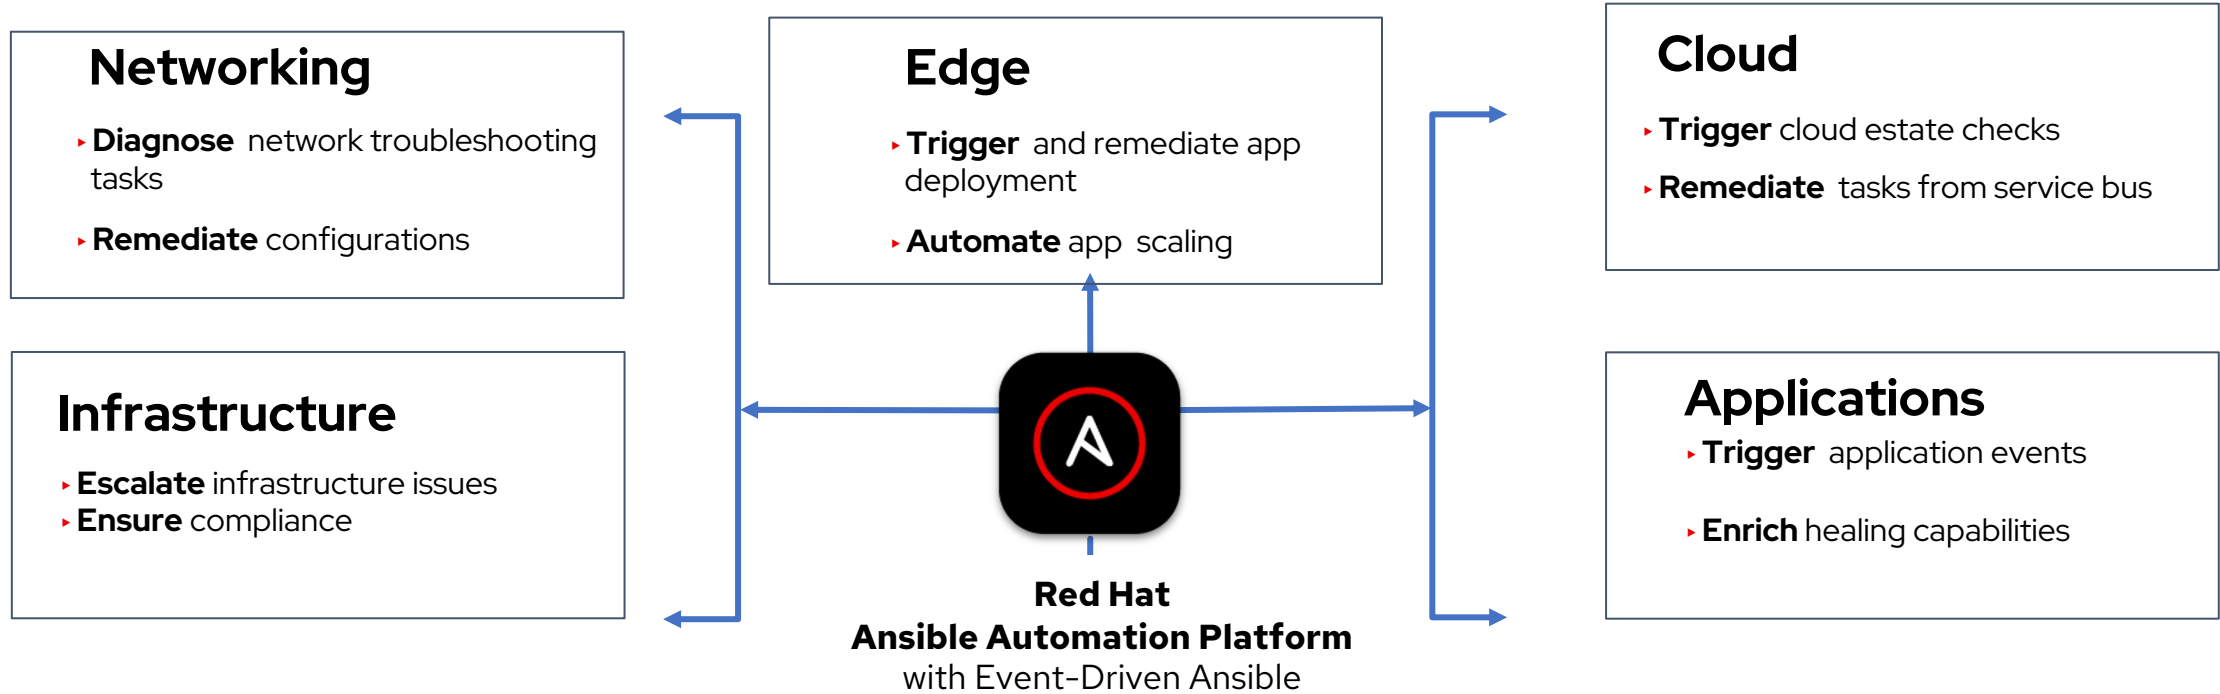 Networking
Diagnose network troubleshooting
tasks
Remediate configurations
Edge
Trigger and remediate app
deployment
Automate app scaling
Cloud
Trigger cloud estate checks
Remediate tasks from service bus
Infrastructure
Escalate infrastructure issues
Ensure compliance
Applications
Trigger application events
Enrich healing capabilities
Red Hat
Ansible Automation Platform
with Event-Driven Ansible